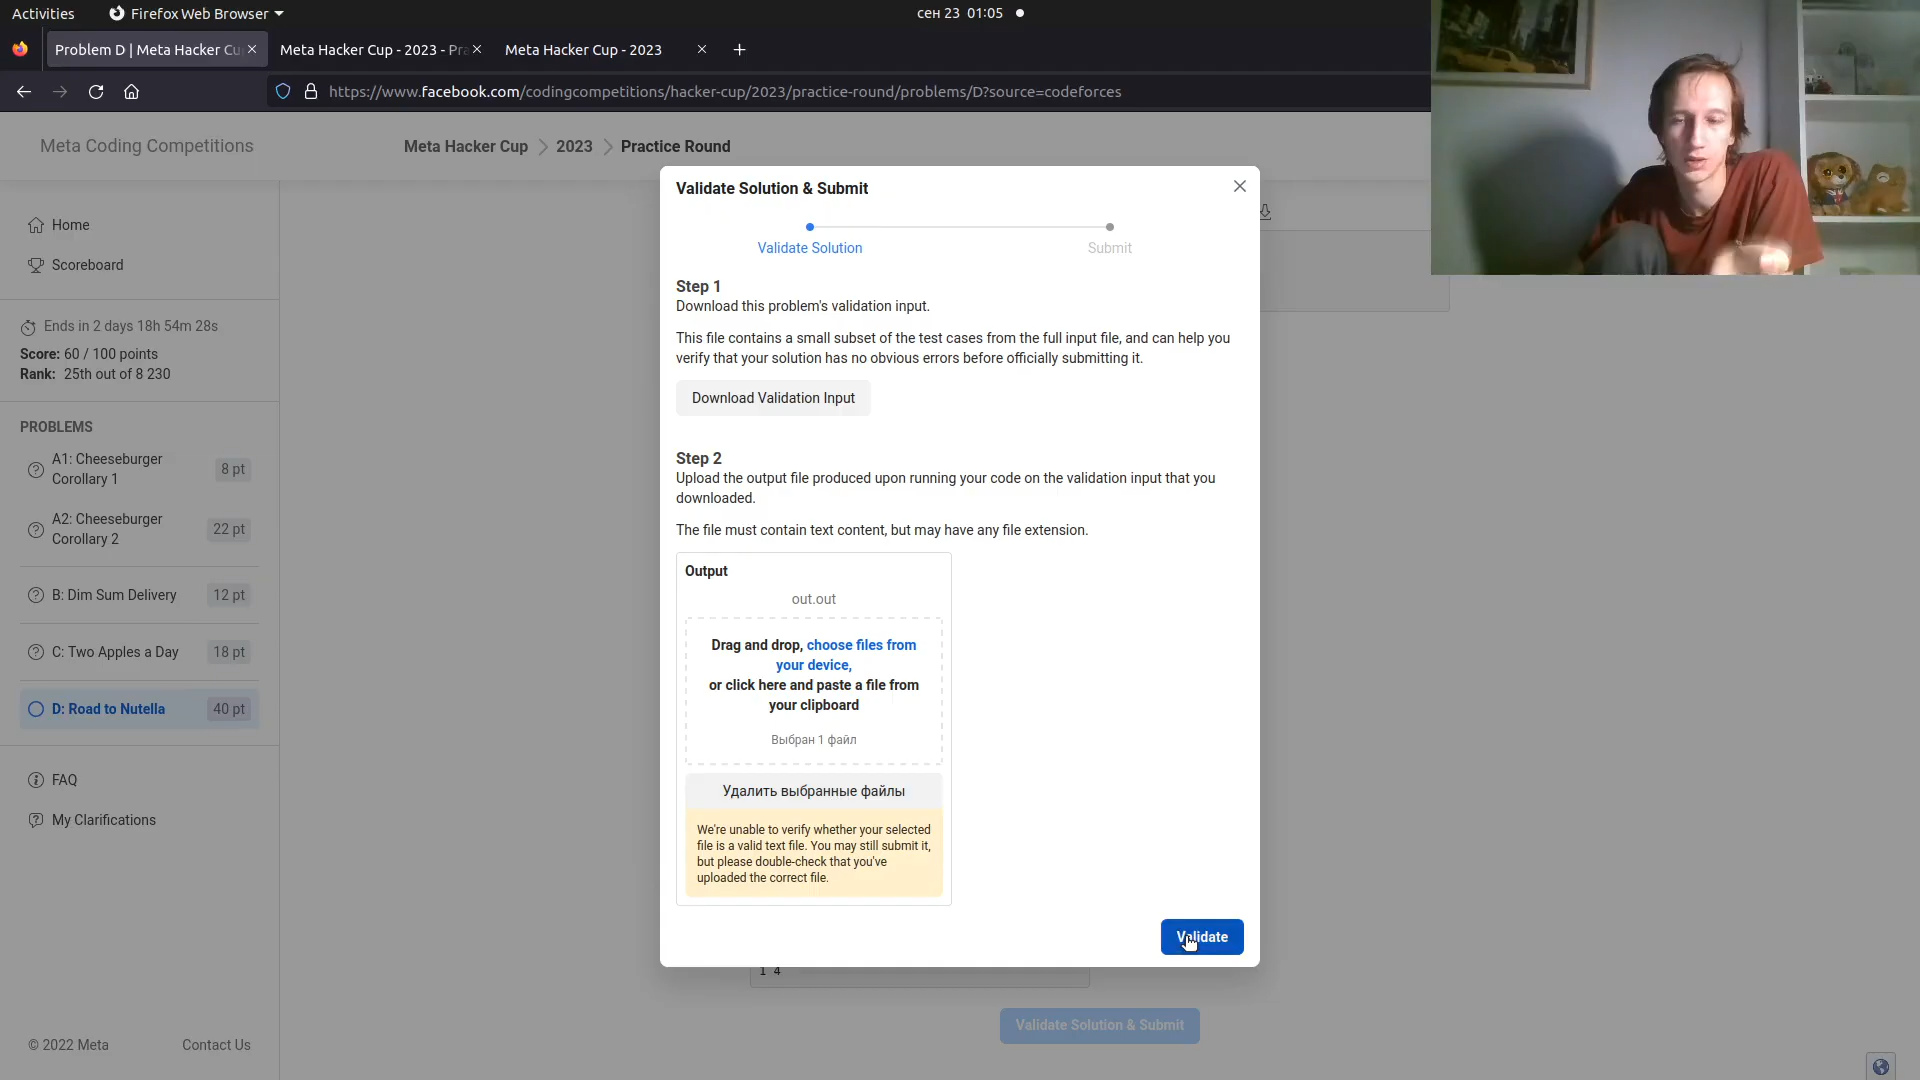 Activities
Firefox Web Browser
сен 23 01:05
Problem D | Meta Hacker Cu
Meta Hacker Cup - 2023 - Pra
Meta Hacker Cup - 2023
https://www.facebook.com/codingcompetitions/hacker-cup/2023/practice-round/problems/D?source=codeforces
Meta Coding Competitions
Meta Hacker Cup
2023
Practice Round
Home
Scoreboard
Ends in 2 days 18h 54m 28s
Score: 60 / 100 points
Rank: 25th out of 8 230
PROBLEMS
A1: Cheeseburger
Corollary 1
8 pt
A2: Cheeseburger
Corollary 2
22 pt
B: Dim Sum Delivery
12 pt
C: Two Apples a Day
18 pt
D: Road to Nutella
40 pt
FAQ
My Clarifications
© 2022 Meta
Contact Us
Validate Solution & Submit
Validate Solution
Submit
Step 1
Download this problem's validation input.
This file contains a small subset of the test cases from the full input file, and can help you
verify that your solution has no obvious errors before officially submitting it.
Download Validation Input
Step 2
Upload the output file produced upon running your code on the validation input that you
downloaded.
The file must contain text content, but may have any file extension.
Output
out.out
Drag and drop, choose files from
your device,
or click here and paste a file from
your clipboard
Выбран 1 файл
Удалить выбранные файлы
We're unable to verify whether your selected
file is a valid text file. You may still submit it,
but please double-check that you've
uploaded the correct file.
Validate
1 4
Validate Solution & Submit